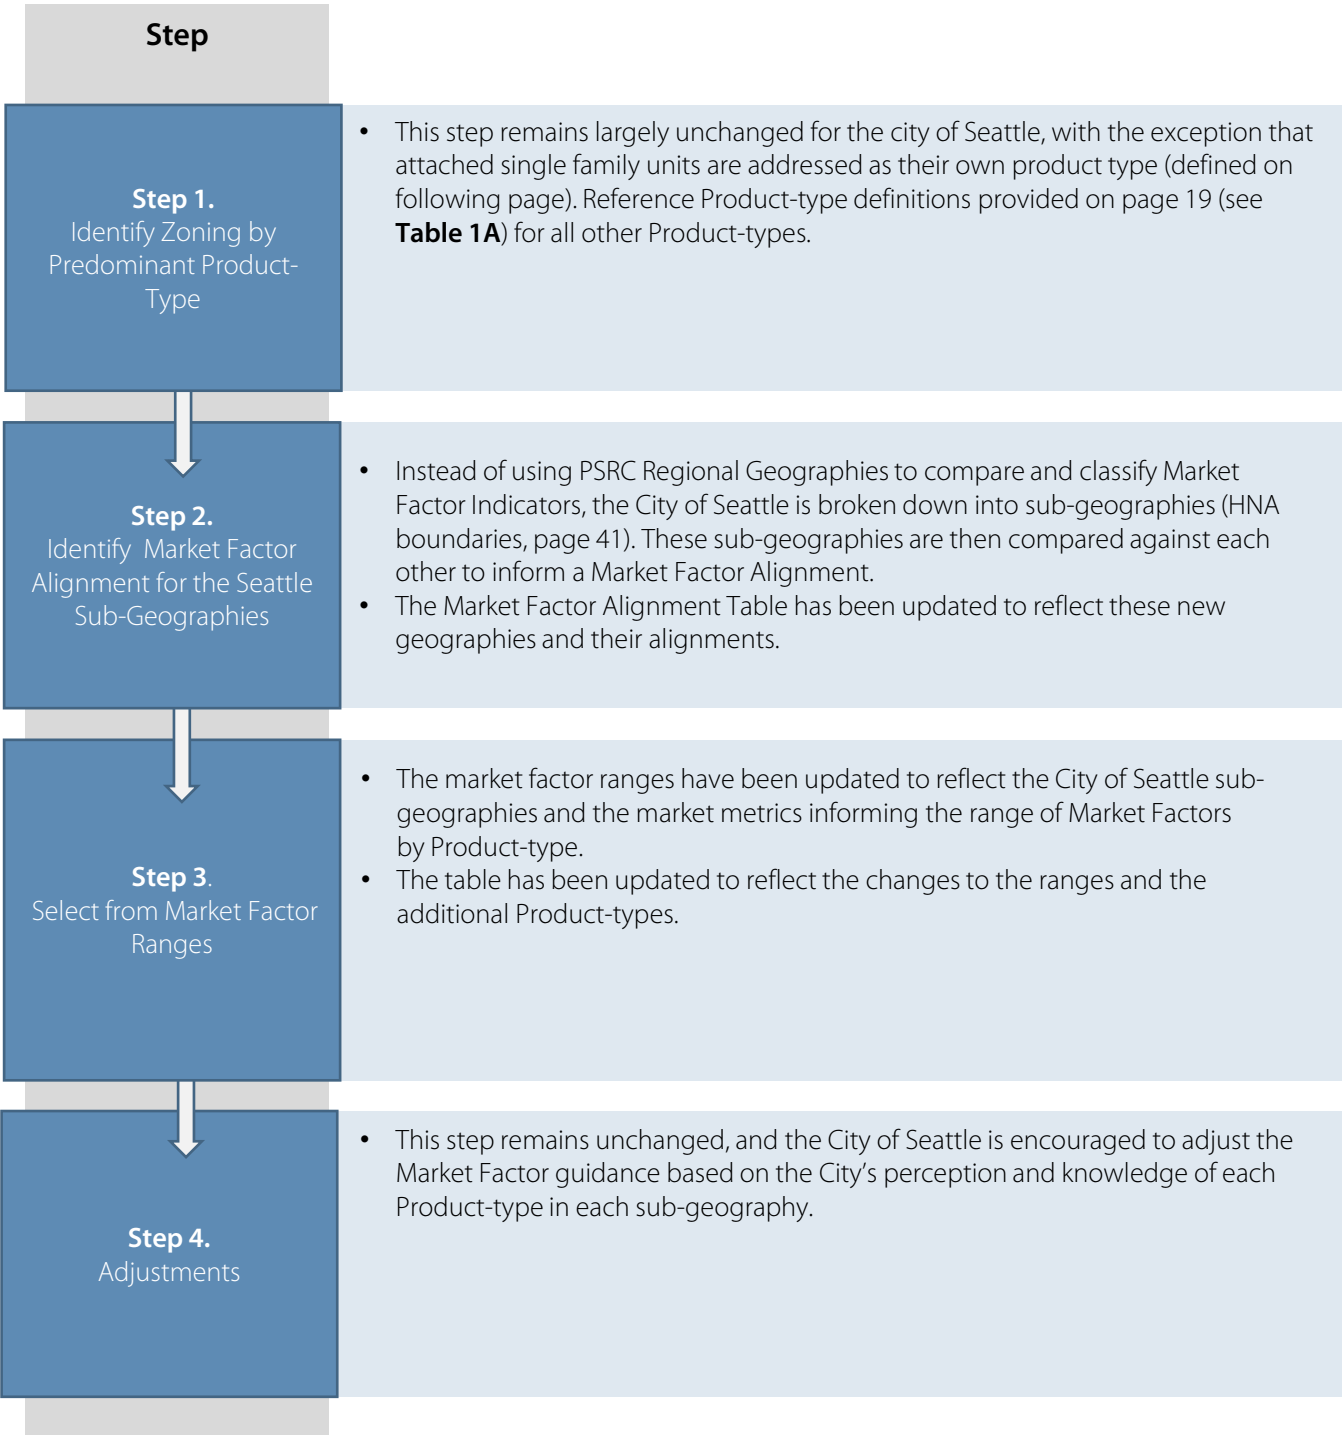 Step
Step 1.
Identify Zoning by
Predominant Product-
Type
• This step remains largely unchanged for the city of Seattle, with the exception that
attached single family units are addressed as their own product type (defined on
following page). Reference Product-type definitions provided on page 19 (see
Table 1A) for all other Product-types.
Step 2.
Identify Market Factor
Alignment for the Seattle
Sub-Geographies
• Instead of using PSRC Regional Geographies to compare and classify Market
Factor Indicators, the City of Seattle is broken down into sub-geographies (HNA
boundaries, page 41). These sub-geographies are then compared against each
other to inform a Market Factor Alignment.
• The Market Factor Alignment Table has been updated to reflect these new
geographies and their alignments.
Step 3.
Select from Market Factor
Ranges
• The market factor ranges have been updated to reflect the City of Seattle sub-
geographies and the market metrics informing the range of Market Factors
by Product-type.
• The table has been updated to reflect the changes to the ranges and the
additional Product-types.
Step 4.
Adjustments
• This step remains unchanged, and the City of Seattle is encouraged to adjust the
Market Factor guidance based on the City’s perception and knowledge of each
Product-type in each sub-geography.